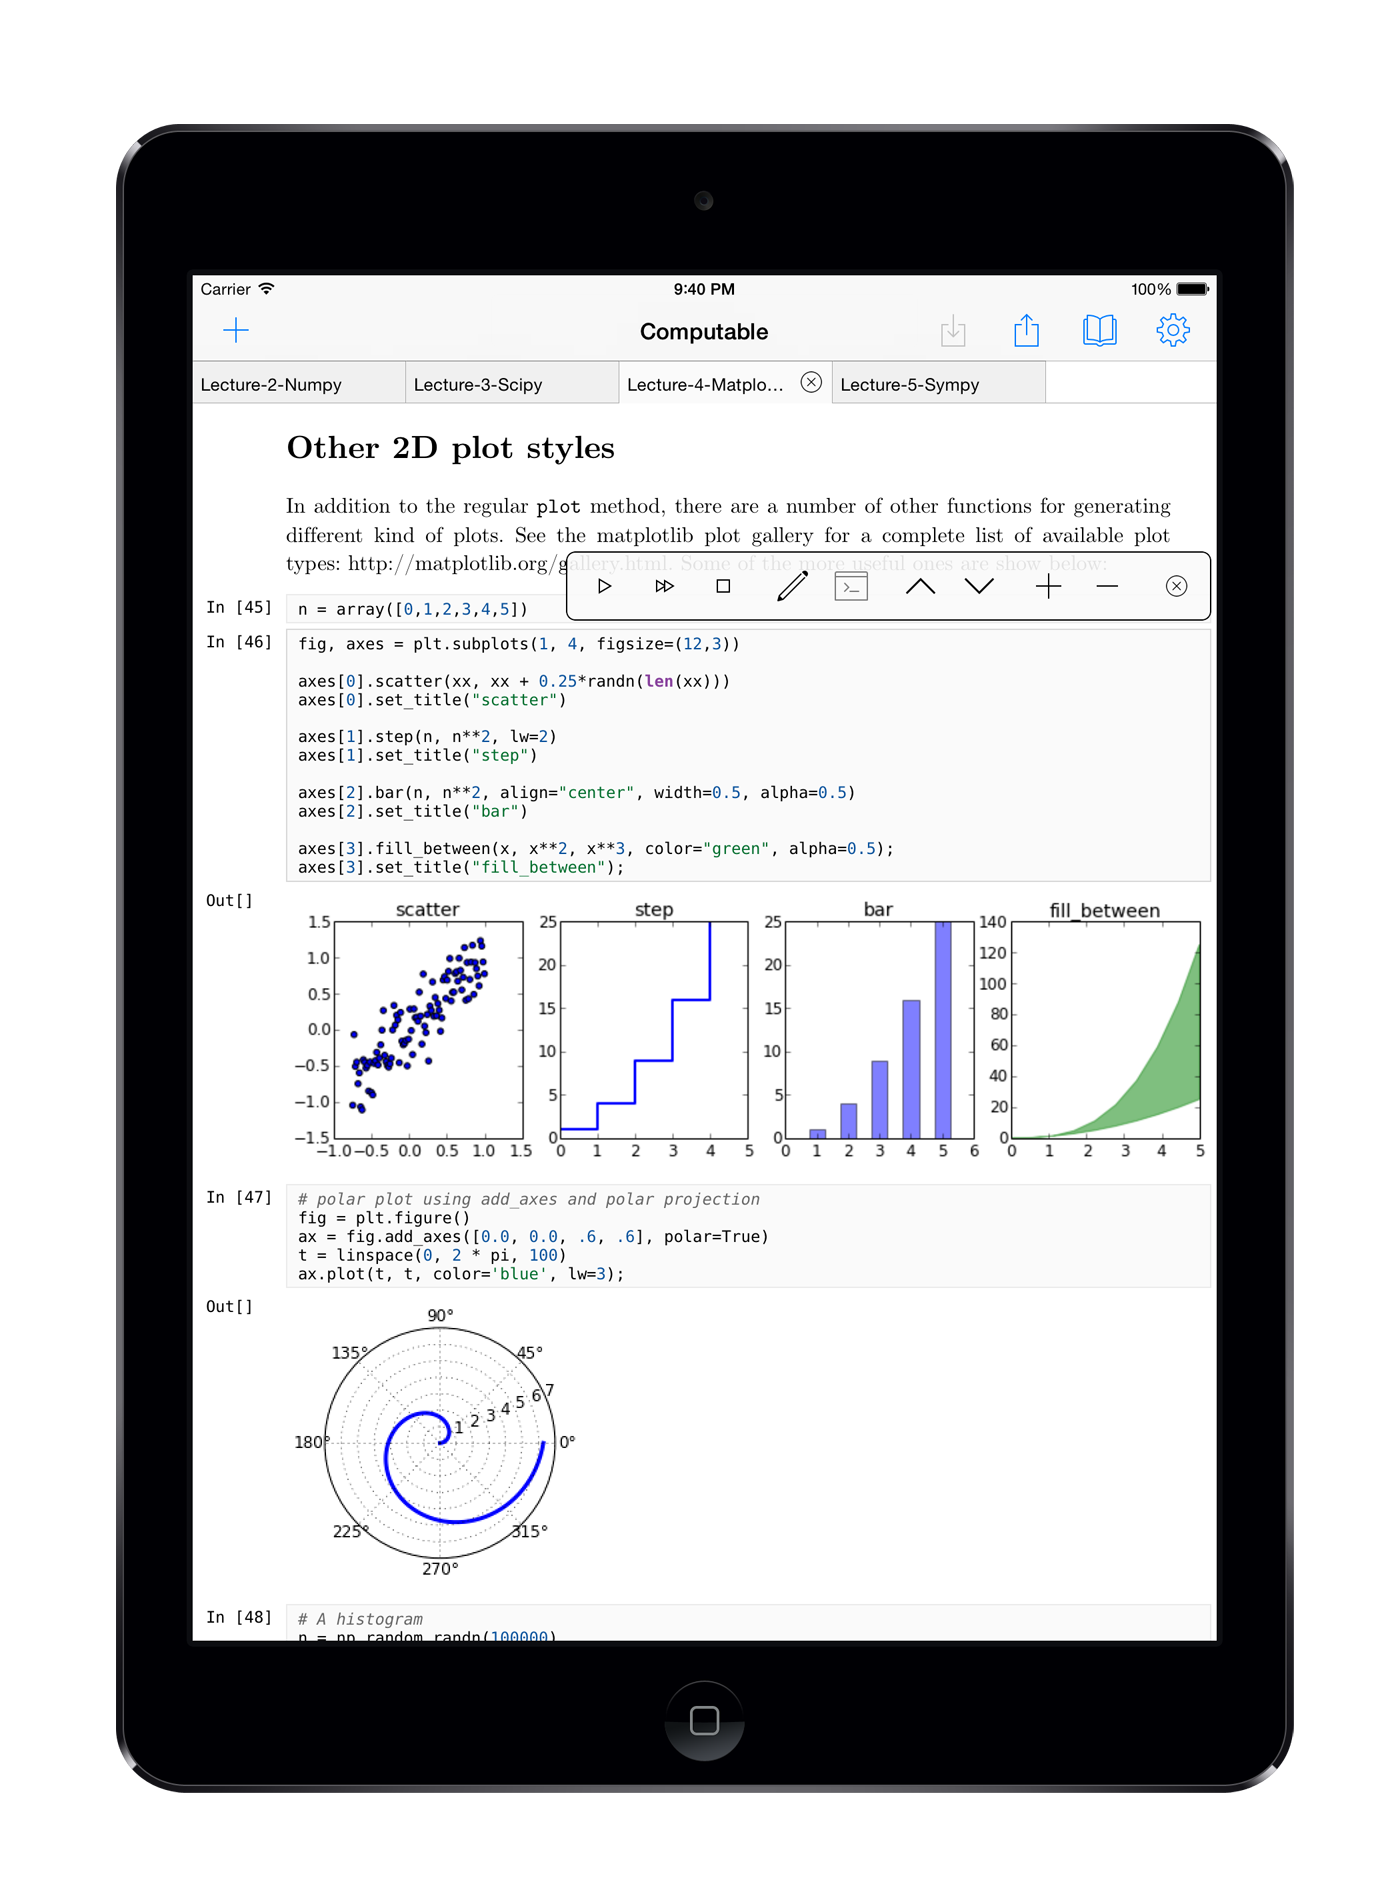 Carrier 9:40 PM 100%
Computable
Lecture-2-Numpy Lecture-3-Scipy Lecture-4-Matplo... Lecture-5-Sympy
Other 2D plot styles
In addition to the regular plot method, there are a number of other functions for generating
different kind of plots. See the matplotlib plot gallery for a complete list of available plot
types: http://matplotlib.org/gallery.html. Some of the more useful ones are show below:
In [45] n = array([0,1,2,3,4,5])
In [46] fig, axes = plt.subplots(1, 4, figsize=(12,3))
axes[0].scatter(xx, xx + 0.25*randn(len(xx)))
axes[0].set_title("scatter")
axes[1].step(n, n**2, lw=2)
axes[1].set_title("step")
axes[2].bar(n, n**2, align="center", width=0.5, alpha=0.5)
axes[2].set_title("bar")
axes[3].fill_between(x, x**2, x**3, color="green", alpha=0.5);
axes[3].set_title("fill_between");
Out[]
scatter
1.5
1.0
0.5
0.0
−0.5
−1.0
−1.5
−1.0 −0.5 0.0 0.5 1.0 1.5
step
25
20
15
10
5
0
0 1 2 3 4 5
bar
25
20
15
10
5
0
0 1 2 3 4 5 6
fill_between
140
120
100
80
60
40
20
0
0 1 2 3 4 5
In [47] # polar plot using add_axes and polar projection
fig = plt.figure()
ax = fig.add_axes([0.0, 0.0, .6, .6], polar=True)
t = linspace(0, 2 * pi, 100)
ax.plot(t, t, color='blue', lw=3);
Out[]
90°
135° 45°
1 2 3 4 5 6 7
180° 0°
225° 315°
270°
In [48] # A histogram
n = np.random.randn(100000)